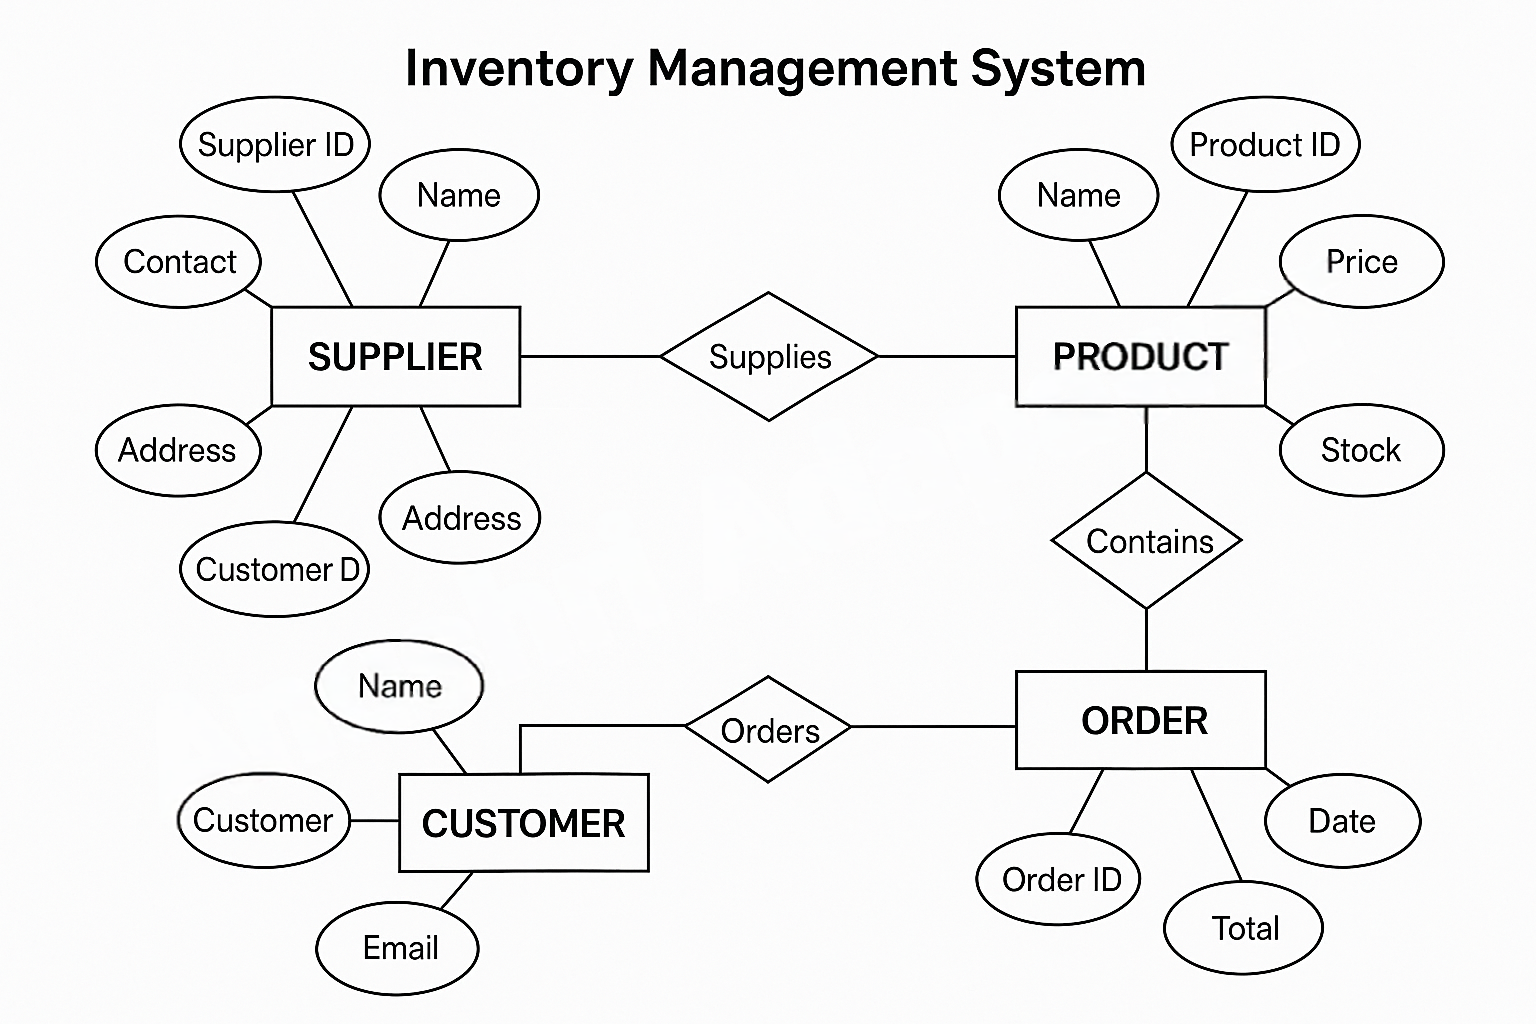 Inventory Management System
Supplier ID
Name
Contact
SUPPLIER
Address
Customer D
Address
Supplies
Name
Product ID
Price
PRODUCT
Stock
Contains
Name
Customer
CUSTOMER
Email
Orders
ORDER
Order ID
Total
Date